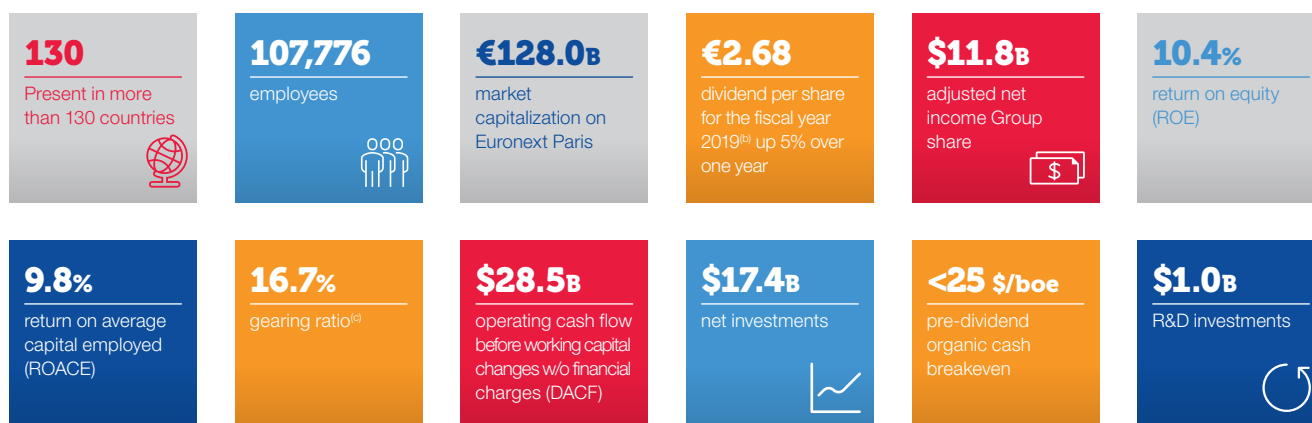 130
Present in more
than 130 countries
107,776
employees
€128.0B
market
capitalization on
Euronext Paris
€2.68
dividend per share
for the fiscal year
2019(b) up 5% over
one year
$11.8B
adjusted net
income Group
share
$
10.4%
return on equity
(ROE)
9.8%
return on average
capital employed
(ROACE)
16.7%
gearing ratio(c)
$28.5B
operating cash flow
before working capital
changes w/o financial
charges (DACF)
$17.4B
net investments
<25 $/boe
pre-dividend
organic cash
breakeven
$1.0B
R&D investments